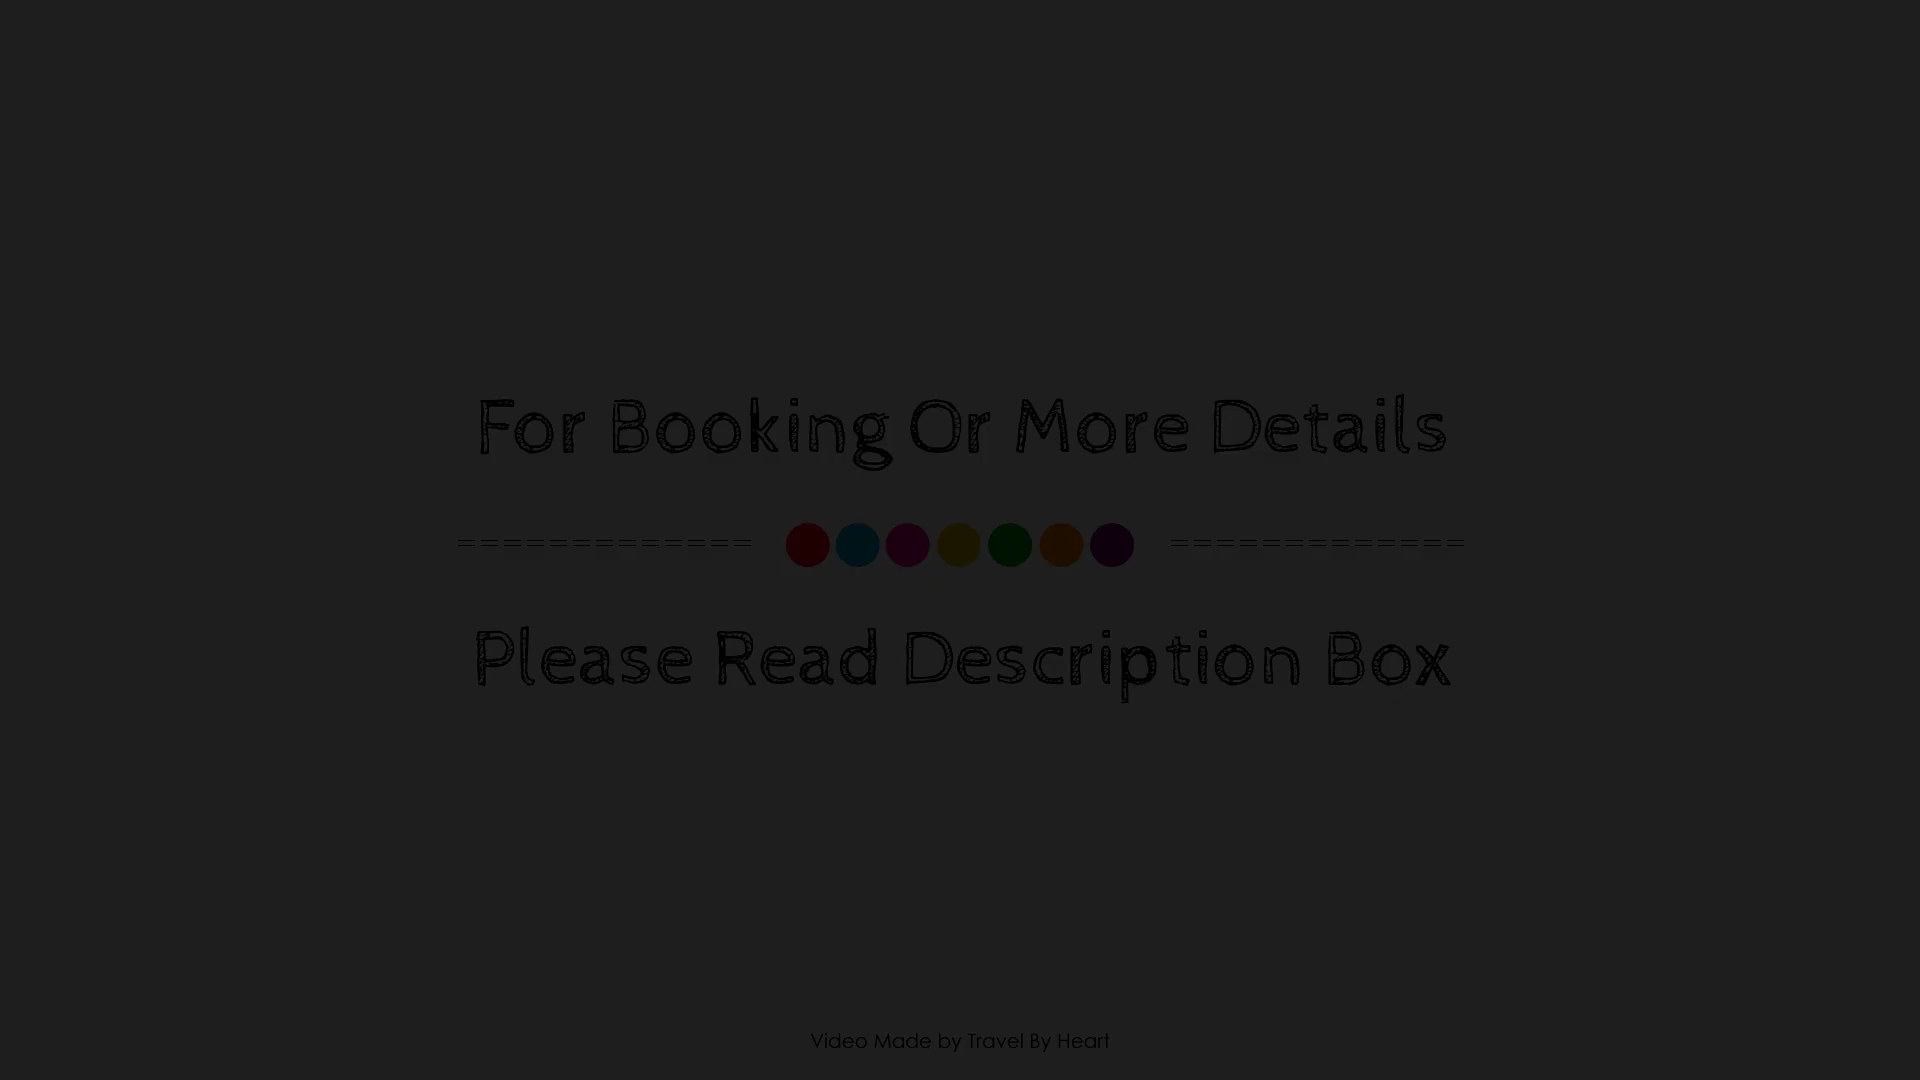 For Booking Or More Details
============= =============
Please Read Description Box
Video Made by Travel By Heart